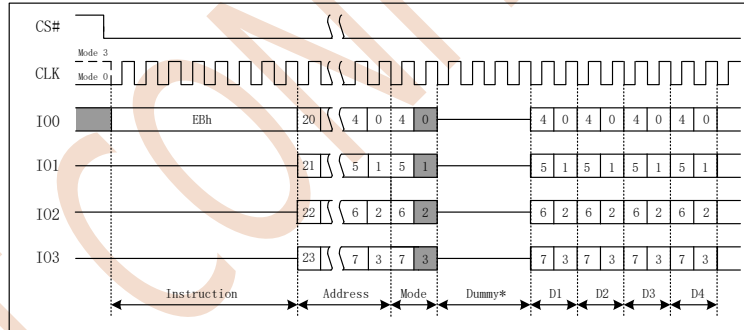 CS#
Mode 3
CLK
Mode 0
IO0 EBh 20 4 0 4 0 4 0 4 0 4 0 4 0
IO1 21 5 1 5 1 5 1 5 1 5 1 5 1
IO2 22 6 2 6 2 6 2 6 2 6 2 6 2
IO3 23 7 3 7 3 7 3 7 3 7 3 7 3
Instruction Address Mode Dummy* D1 D2 D3 D4